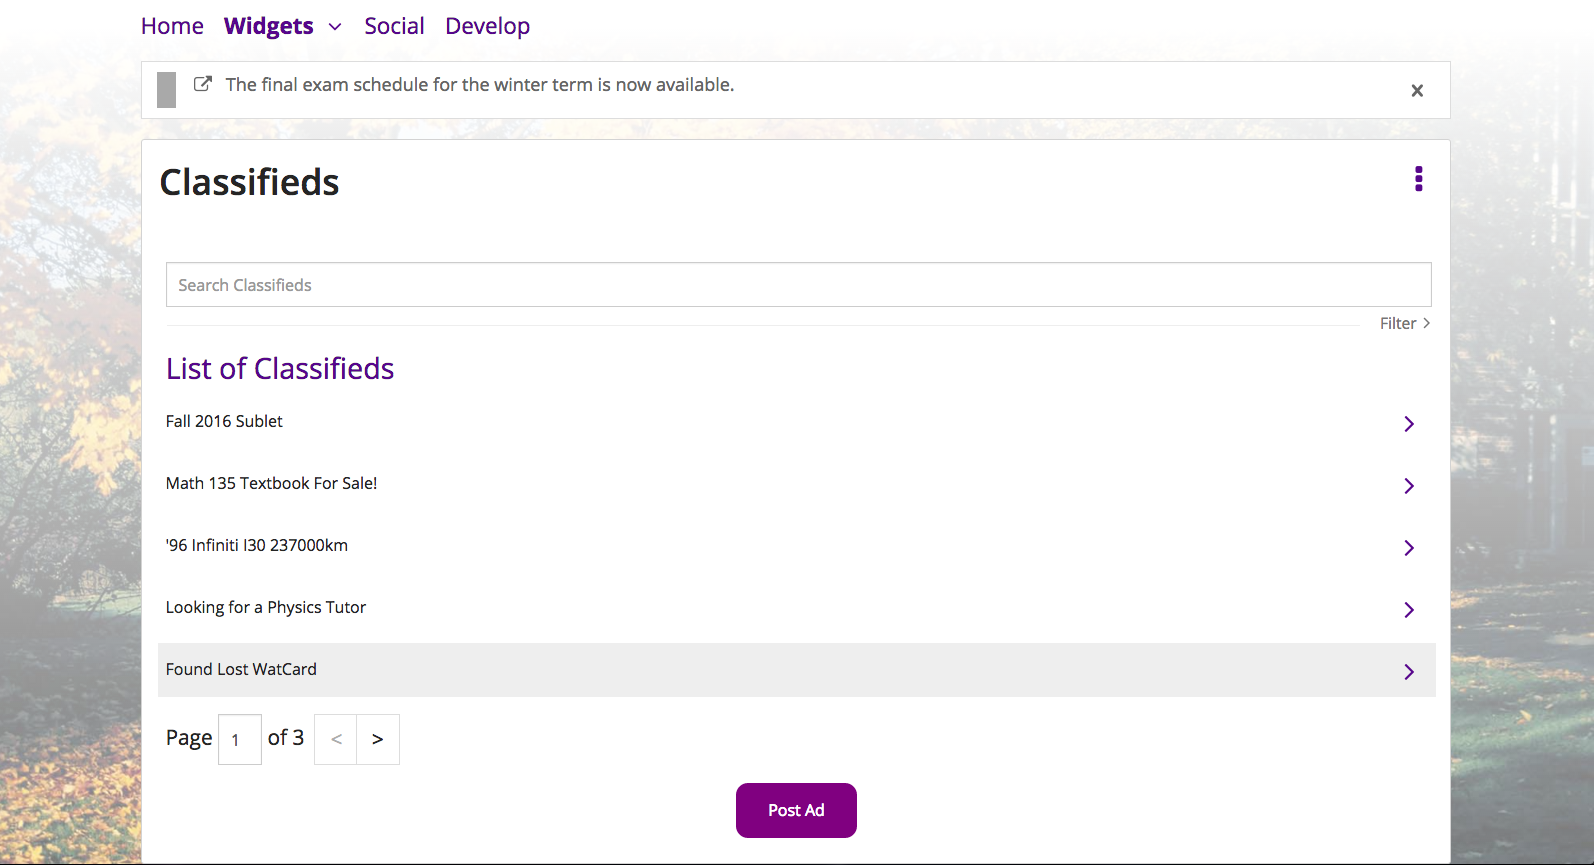 Home Widgets Social Develop
The final exam schedule for the winter term is now available.
Classifieds
Search Classifieds
Filter >
List of Classifieds
Fall 2016 Sublet
Math 135 Textbook For Sale!
'96 Infiniti I30 237000km
Looking for a Physics Tutor
Found Lost WatCard
Page 1 of 3 < >
Post Ad